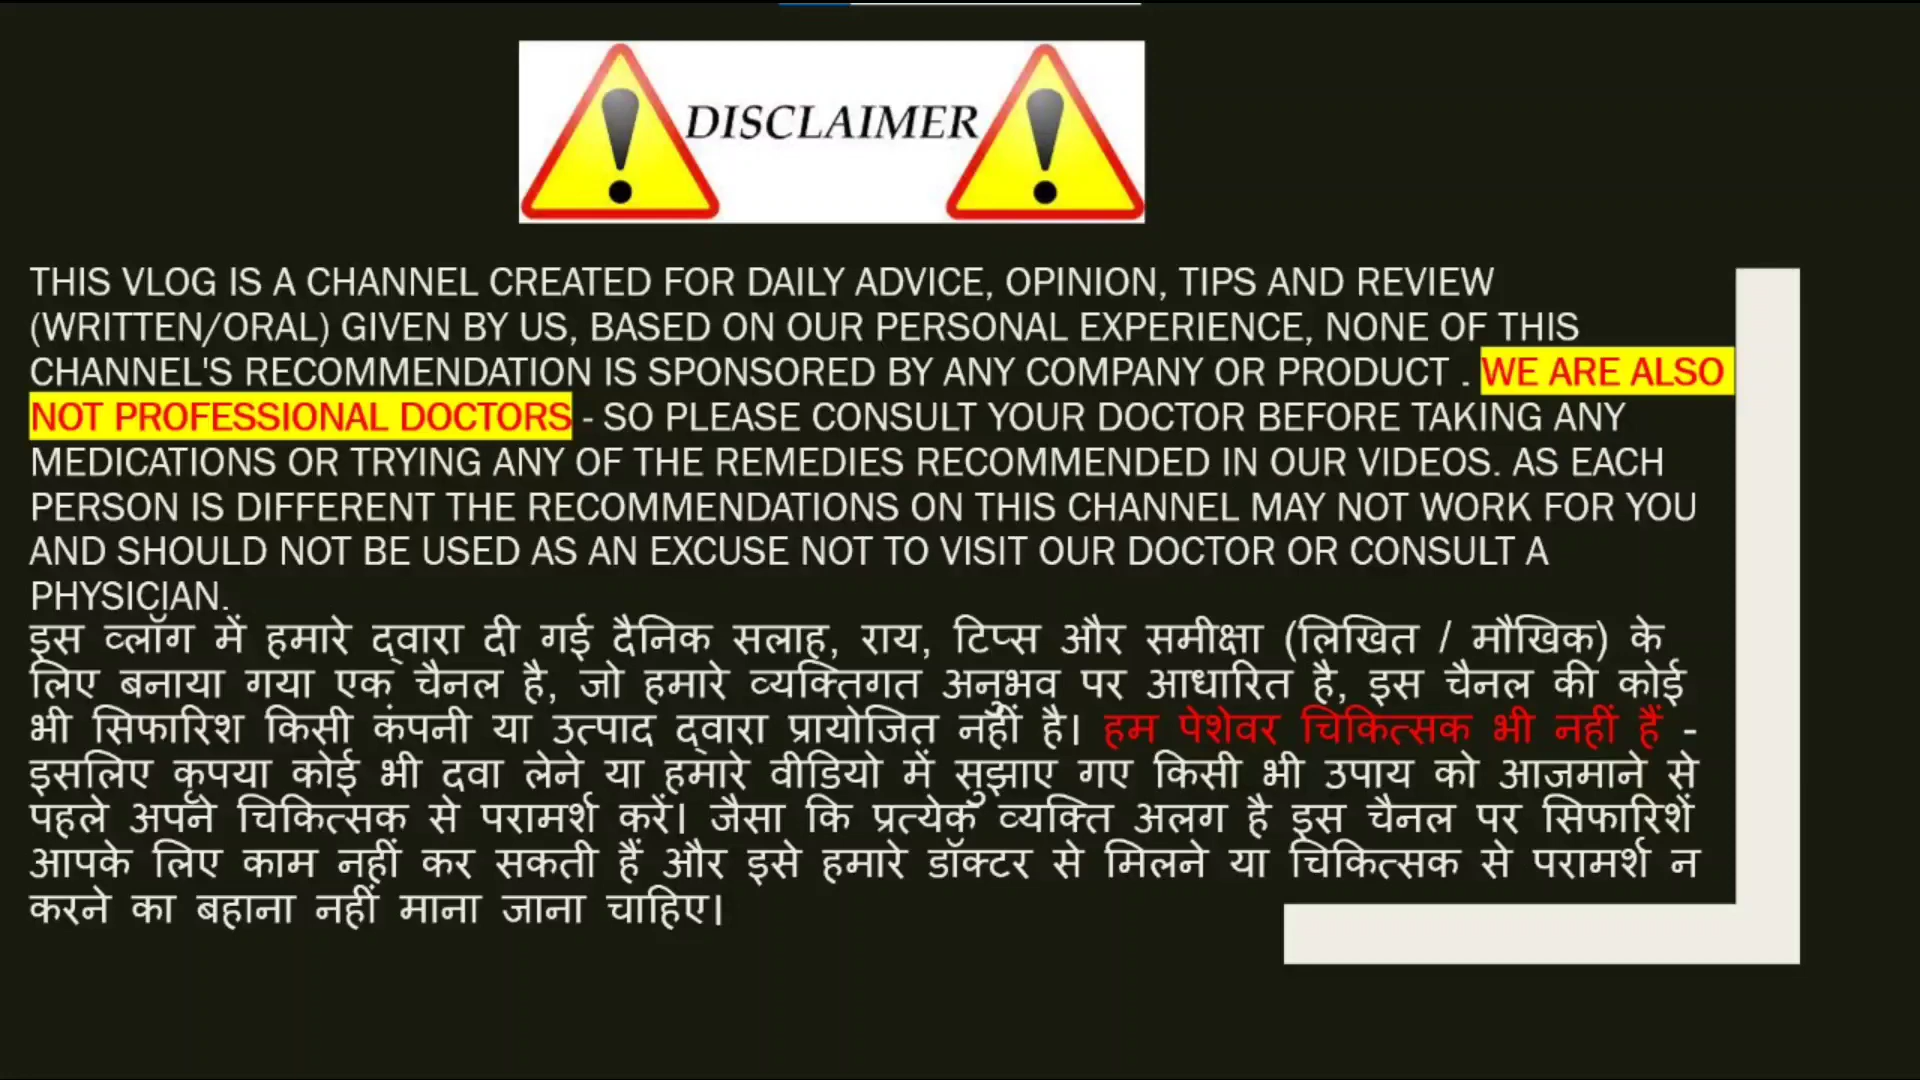 DISCLAIMER
THIS VLOG IS A CHANNEL CREATED FOR DAILY ADVICE, OPINION, TIPS AND REVIEW
(WRITTEN/ORAL) GIVEN BY US, BASED ON OUR PERSONAL EXPERIENCE, NONE OF THIS
CHANNEL'S RECOMMENDATION IS SPONSORED BY ANY COMPANY OR PRODUCT . WE ARE ALSO
NOT PROFESSIONAL DOCTORS - SO PLEASE CONSULT YOUR DOCTOR BEFORE TAKING ANY
MEDICATIONS OR TRYING ANY OF THE REMEDIES RECOMMENDED IN OUR VIDEOS. AS EACH
PERSON IS DIFFERENT THE RECOMMENDATIONS ON THIS CHANNEL MAY NOT WORK FOR YOU
AND SHOULD NOT BE USED AS AN EXCUSE NOT TO VISIT OUR DOCTOR OR CONSULT A
PHYSICIAN.
इस व्लॉग में हमारे द्वारा दी गई दैनिक सलाह, राय, टिप्स और समीक्षा (लिखित / मौखिक) के
लिए बनाया गया एक चैनल है, जो हमारे व्यक्तिगत अनुभव पर आधारित है, इस चैनल की कोई
भी सिफारिश किसी कंपनी या उत्पाद द्वारा प्रायोजित नहीं है। हम पेशेवर चिकित्सक भी नहीं हैं -
इसलिए कृपया कोई भी दवा लेने या हमारे वीडियो में सुझाए गए किसी भी उपाय को आजमाने से
पहले अपने चिकित्सक से परामर्श करें। जैसा कि प्रत्येक व्यक्ति अलग है इस चैनल पर सिफारिशें
आपके लिए काम नहीं कर सकती हैं और इसे हमारे डॉक्टर से मिलने या चिकित्सक से परामर्श न
करने का बहाना नहीं माना जाना चाहिए।